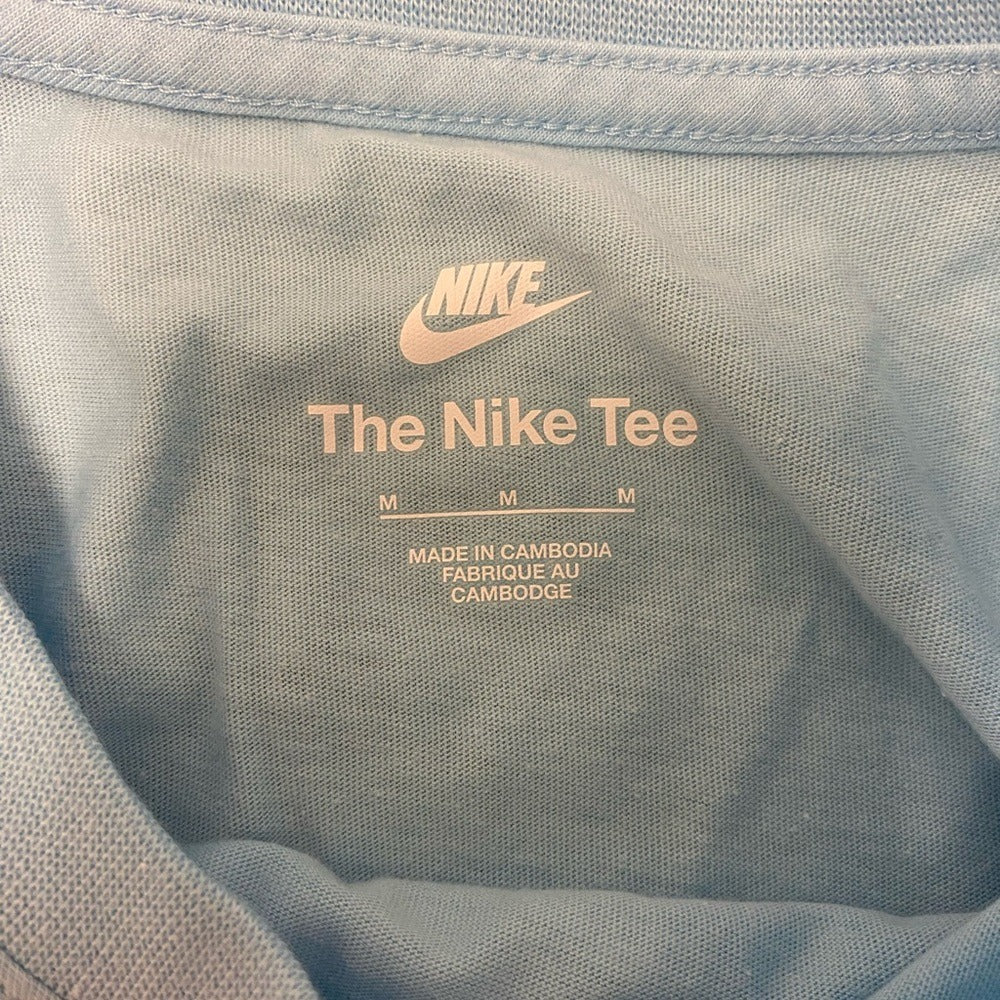 NIKE
The Nike Tee
M M M
MADE IN CAMBODIA
FABRIQUE AU
CAMBODGE